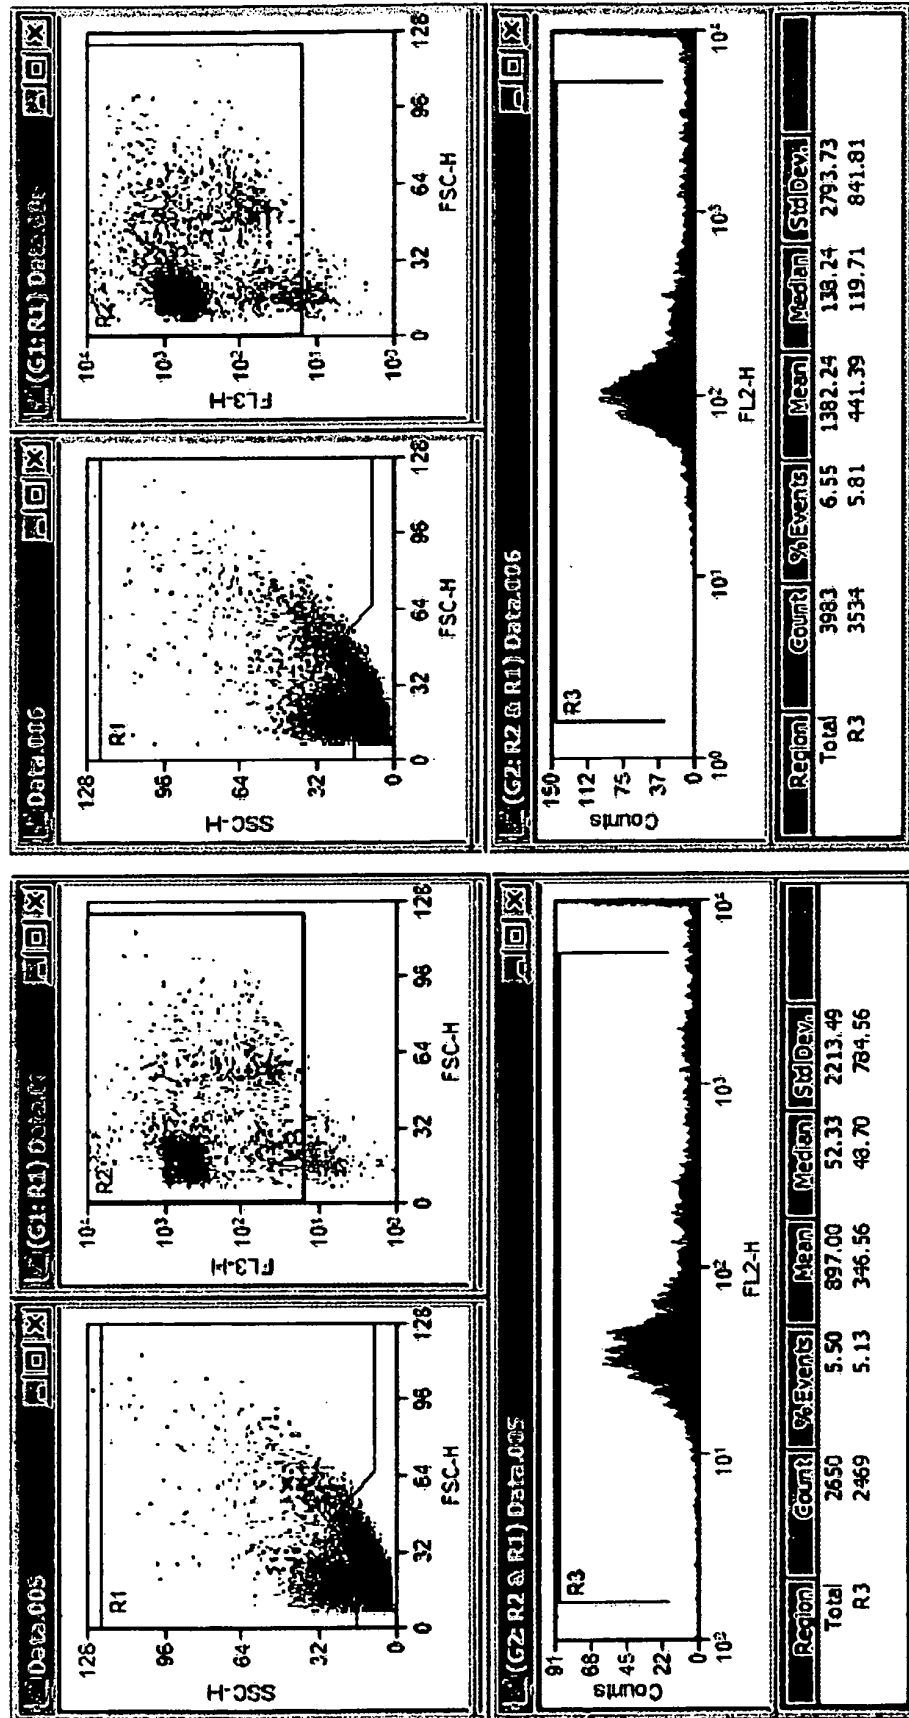 Data.005
R1
128
96
64
32
0
SSC-H
0 32 64 96 128
FSC-H
(G1: R1)
R2
10⁴
10³
10²
10¹
10⁰
FL3-H
0 32 64 96 128
FSC-H
(G2: R2 & R1) Data.005
R3
91
68
45
22
0
Counts
10⁰ 10¹ 10² 10³ 10⁴
FL2-H
Region Count % Events Mean Median Std Dev.
Total 2650 5.50 897.00 52.33 2213.49
R3 2469 5.13 346.56 48.70 784.56
Data.006
R1
128
96
64
32
0
SSC-H
0 32 64 96 128
FSC-H
(G1: R1) Data.006
R2
10⁴
10³
10²
10¹
10⁰
FL3-H
0 32 64 96 128
FSC-H
(G2: R2 & R1) Data.006
R3
150
112
75
37
0
Counts
10⁰ 10¹ 10² 10³ 10⁴
FL2-H
Region Count % Events Mean Median Std Dev.
Total 3983 6.55 1382.24 138.24 2793.73
R3 3534 5.81 441.39 119.71 841.81